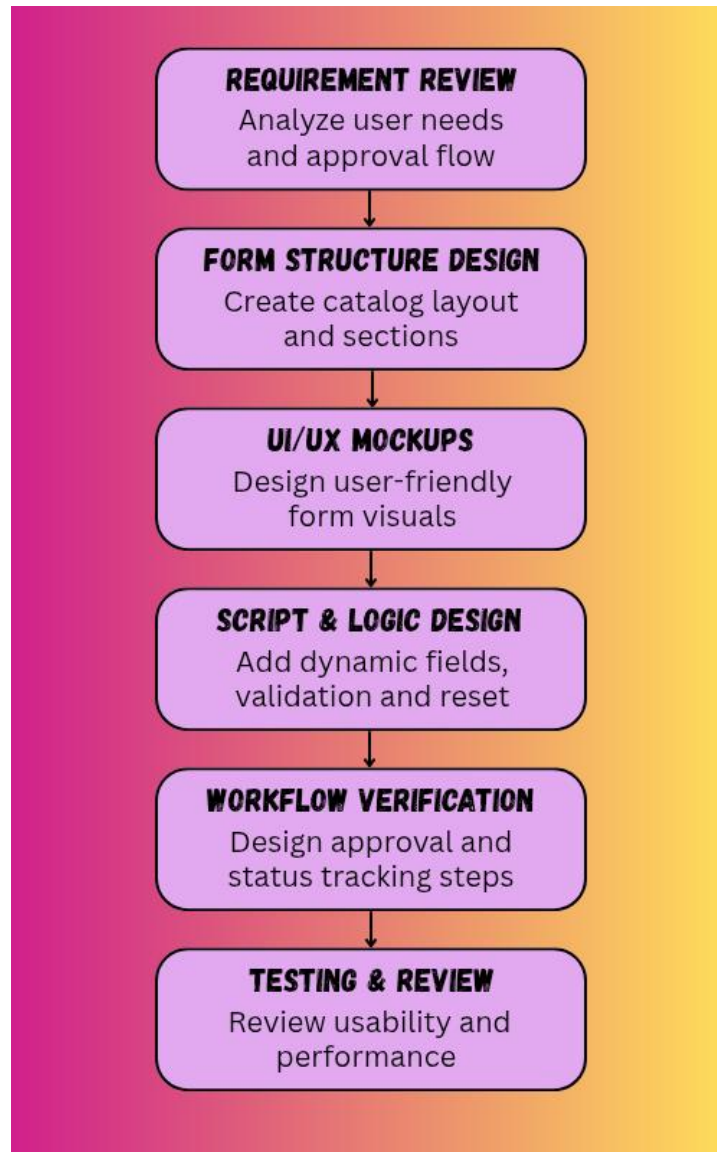 REQUIREMENT REVIEW
Analyze user needs
and approval flow
FORM STRUCTURE DESIGN
Create catalog layout
and sections
UI/UX MOCKUPS
Design user-friendly
form visuals
SCRIPT & LOGIC DESIGN
Add dynamic fields,
validation and reset
WORKFLOW VERIFICATION
Design approval and
status tracking steps
TESTING & REVIEW
Review usability and
performance